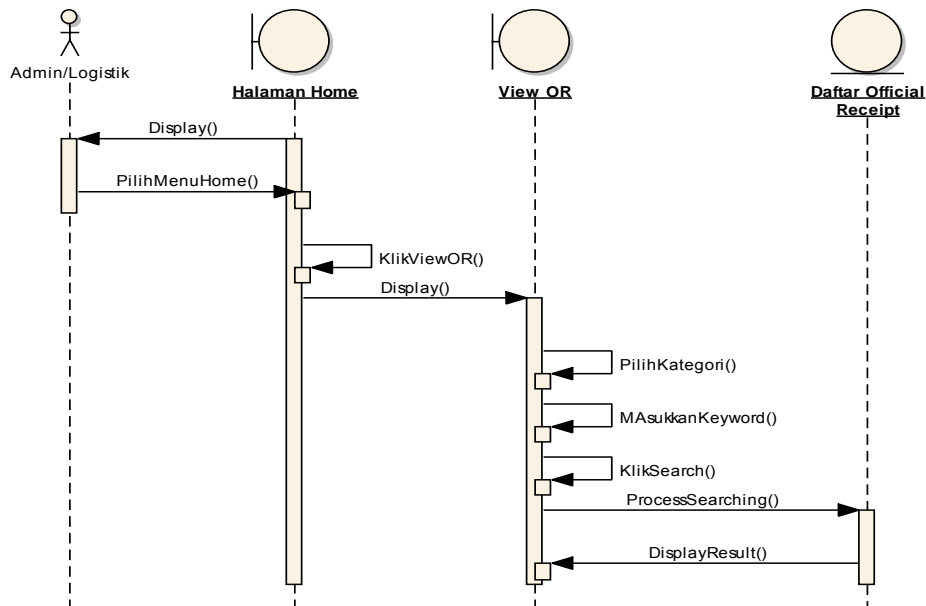 Admin/Logistik
Halaman Home
View OR
Daftar Official
Receipt
Display()
PilihMenuHome()
KlikViewOR()
Display()
PilihKategori()
MAsukkanKeyword()
KlikSearch()
ProcessSearching()
DisplayResult()